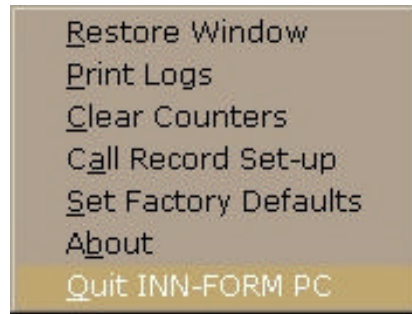 Restore Window
Print Logs
Clear Counters
Call Record Set-up
Set Factory Defaults
About
Quit INN-FORM PC